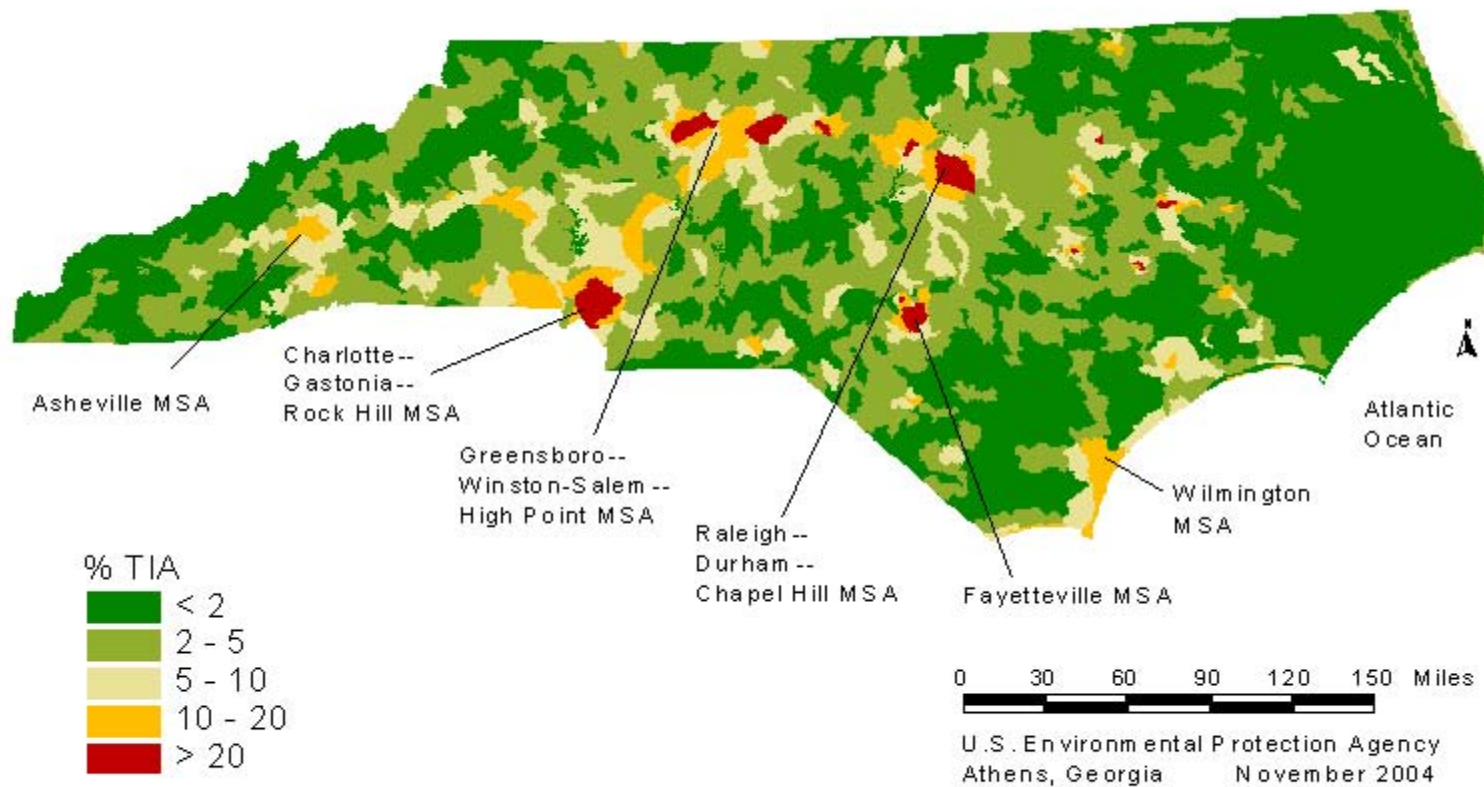 Asheville MSA
Charlotte--
Gastonia--
Rock Hill MSA
Greensboro--
Winston-Salem--
High Point MSA
Raleigh--
Durham--
Chapel Hill MSA
Fayetteville MSA
Wilmington
MSA
N
Atlantic
Ocean
% TIA
< 2
2 - 5
5 - 10
10 - 20
> 20
0 30 60 90 120 150 Miles
U.S. Environmental Protection Agency
Athens, Georgia November 2004